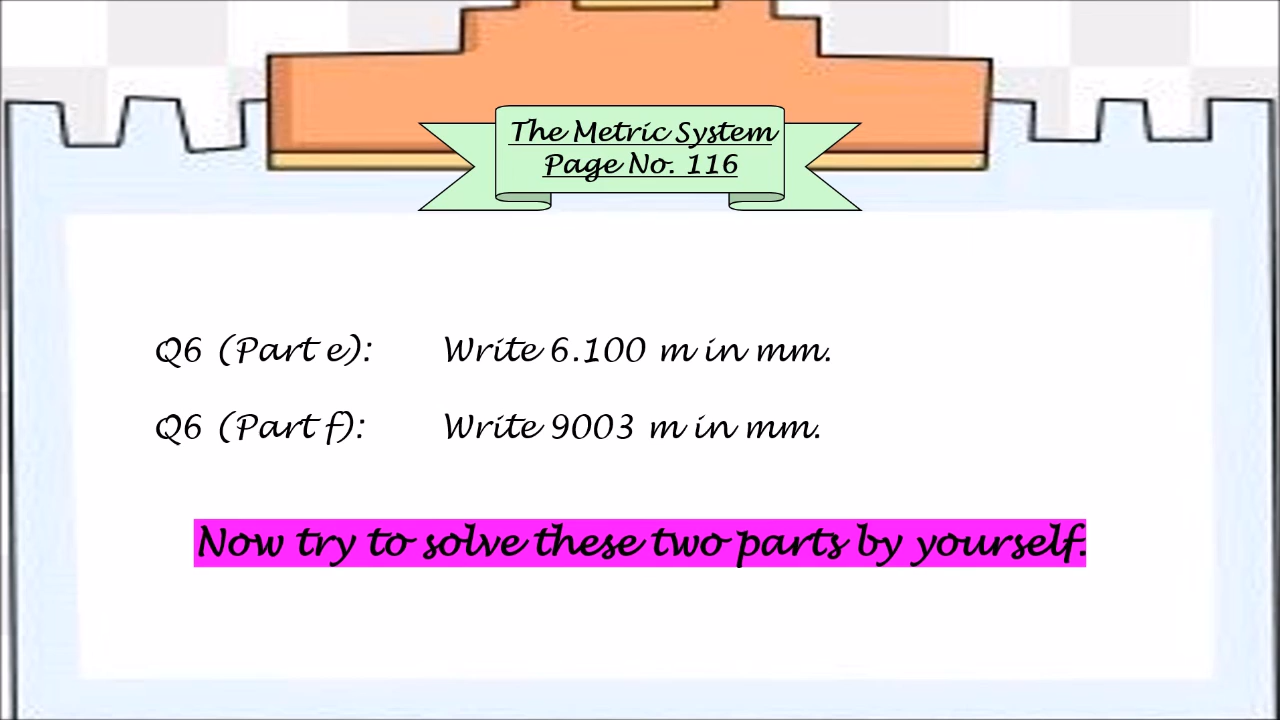 The Metric System
Page No. 116
Q6 (Part e): Write 6.100 m in mm.
Q6 (Part f): Write 9003 m in mm.
Now try to solve these two parts by yourself.